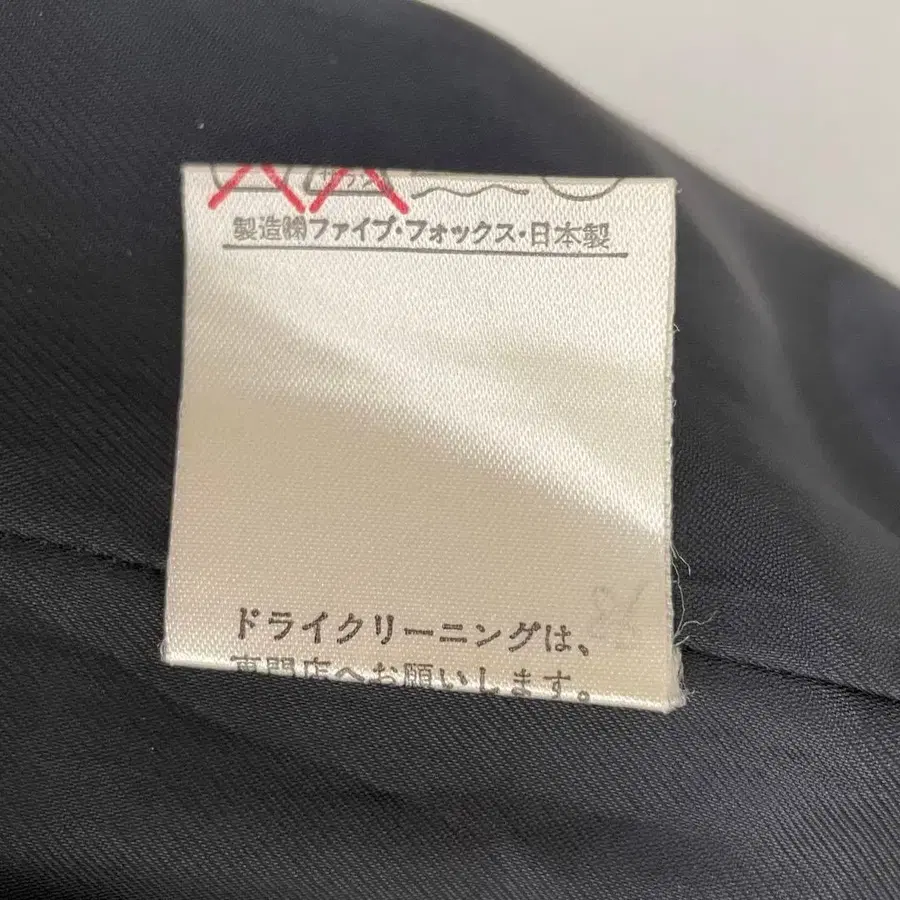 製造㈱ファイブ・フォックス・日本製
ドライクリーニングは、
専門店へお願いします。